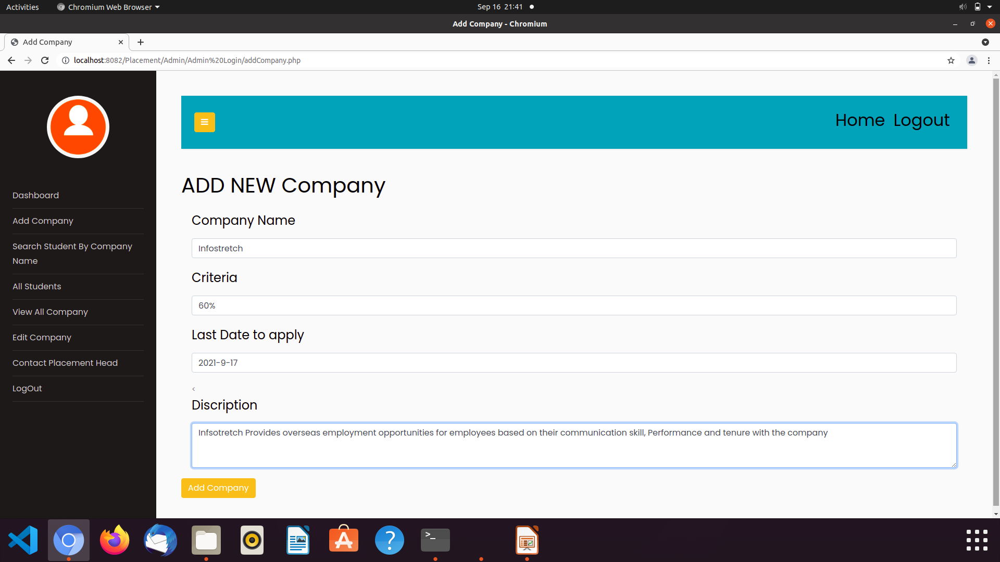 Activities
Chromium Web Browser
Sep 16 21:41
Add Company - Chromium
Add Company
localhost:8082/Placement/Admin/Admin%20Login/addCompany.php
Home Logout
Dashboard
Add Company
Search Student By Company
Name
All Students
View All Company
Edit Company
Contact Placement Head
LogOut
ADD NEW Company
Company Name
Infostretch
Criteria
60%
Last Date to apply
2021-9-17
<
Discription
Infsotretch Provides overseas employment opportunities for employees based on their communication skill, Performance and tenure with the company
Add Company